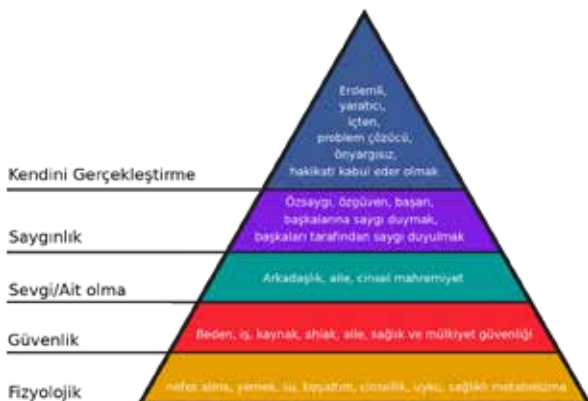 Erdemli,
yaratıcı,
içten,
problem çözücü,
önyargısız,
hakikati kabul eder olmak
Kendini Gerçekleştirme
Özsaygı, özgüven, başarı,
başkalarına saygı duymak,
başkaları tarafından saygı duyulmak
Saygınlık
Arkadaşlık, aile, cinsel mahremiyet
Sevgi/Ait olma
Beden, iş, kaynak, ahlak, aile, sağlık ve mülkiyet güvenliği
Güvenlik
nefes alma, yemek, su, boşaltım, cinsellik, uyku, sağlıklı metabolizma
Fizyolojik